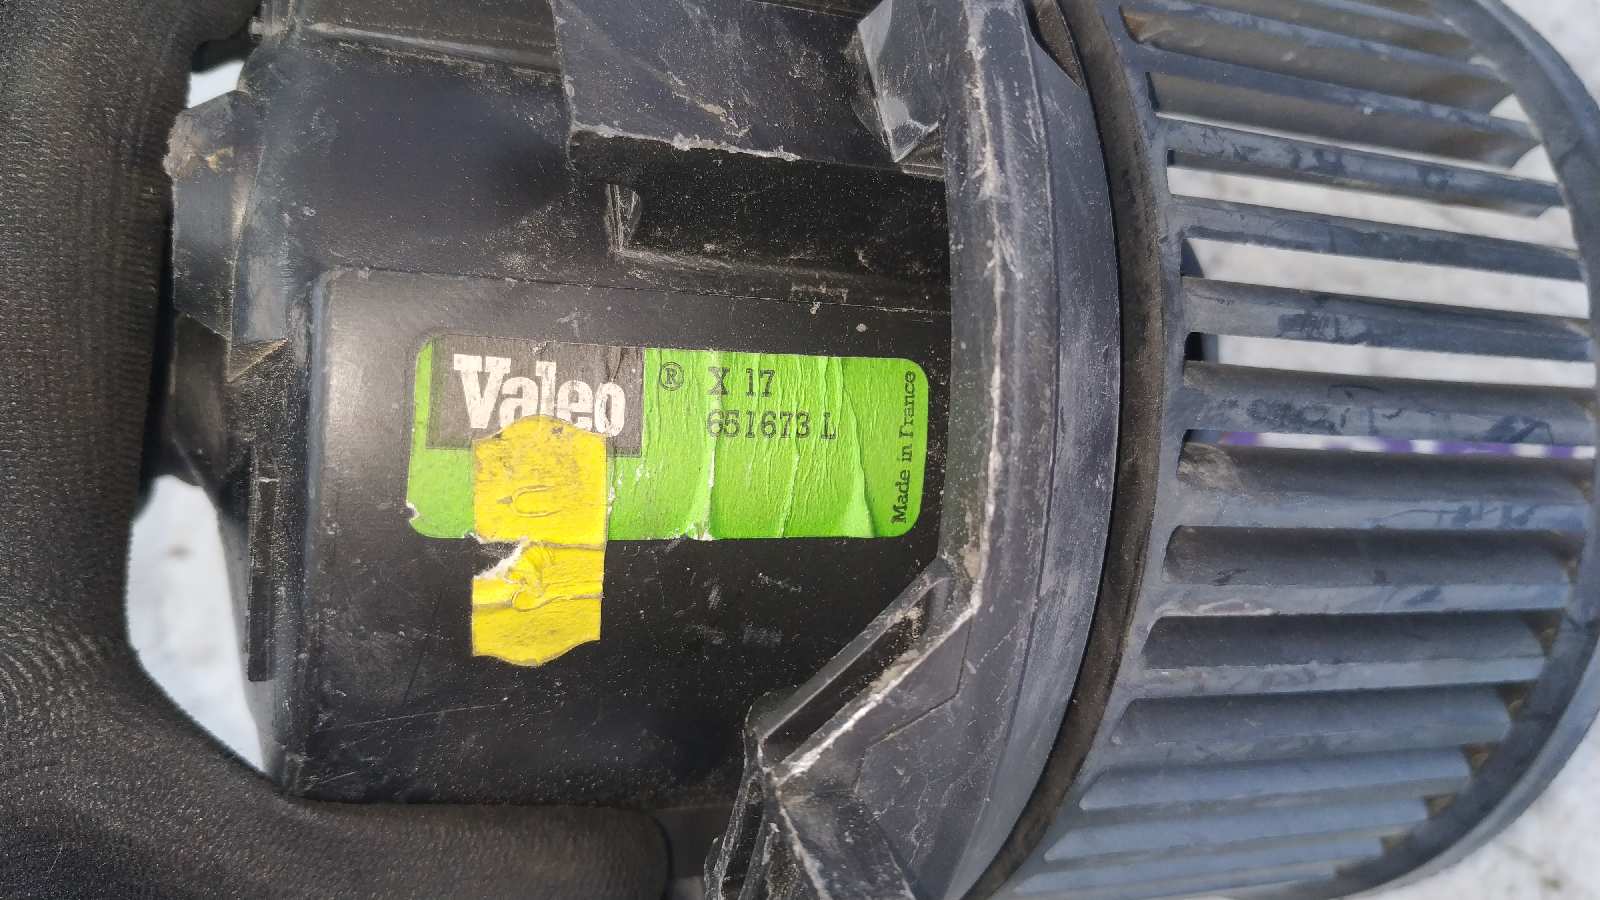 Valeo ® X 17
651673 L
Made in France